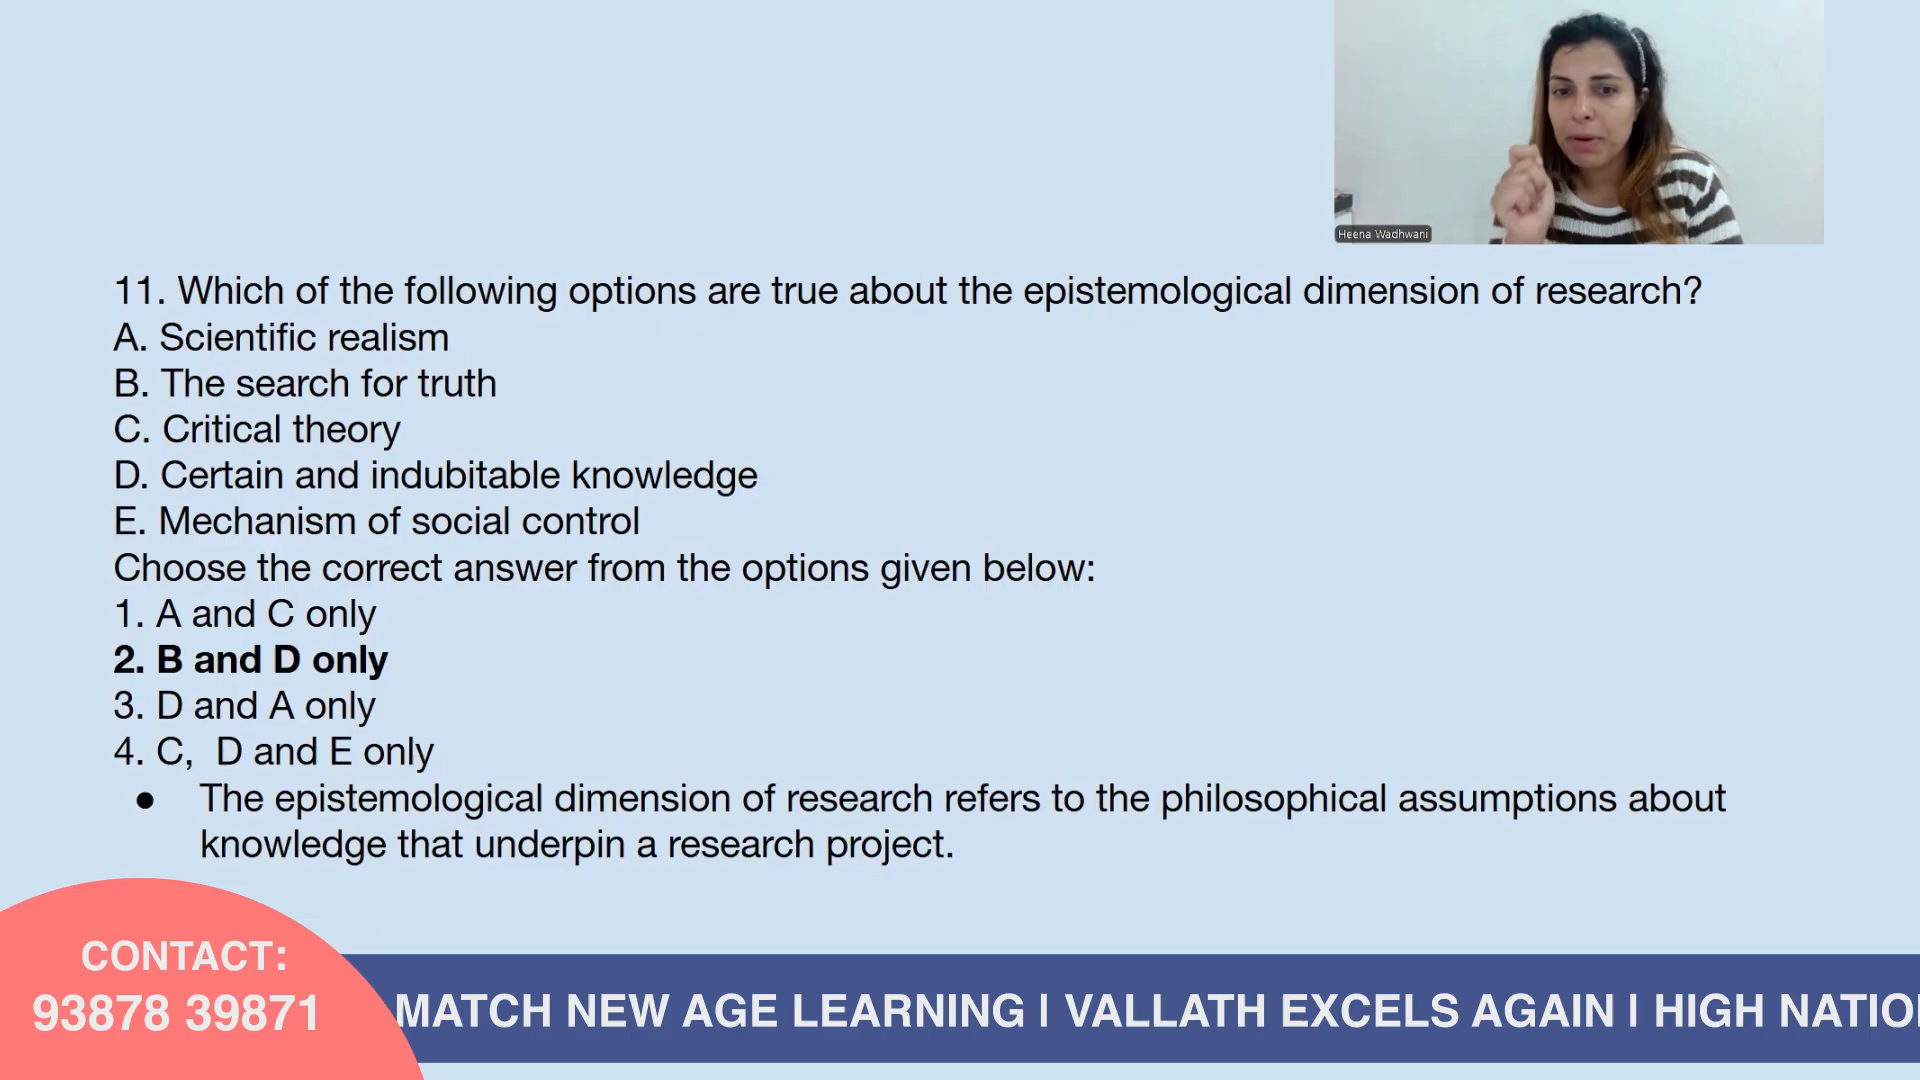 Heena Wadhwani
11. Which of the following options are true about the epistemological dimension of research?
A. Scientific realism
B. The search for truth
C. Critical theory
D. Certain and indubitable knowledge
E. Mechanism of social control
Choose the correct answer from the options given below:
1. A and C only
2. B and D only
3. D and A only
4. C,  D and E only
● The epistemological dimension of research refers to the philosophical assumptions about
knowledge that underpin a research project.
CONTACT:
93878 39871
MATCH NEW AGE LEARNING | VALLATH EXCELS AGAIN | HIGH NATIO